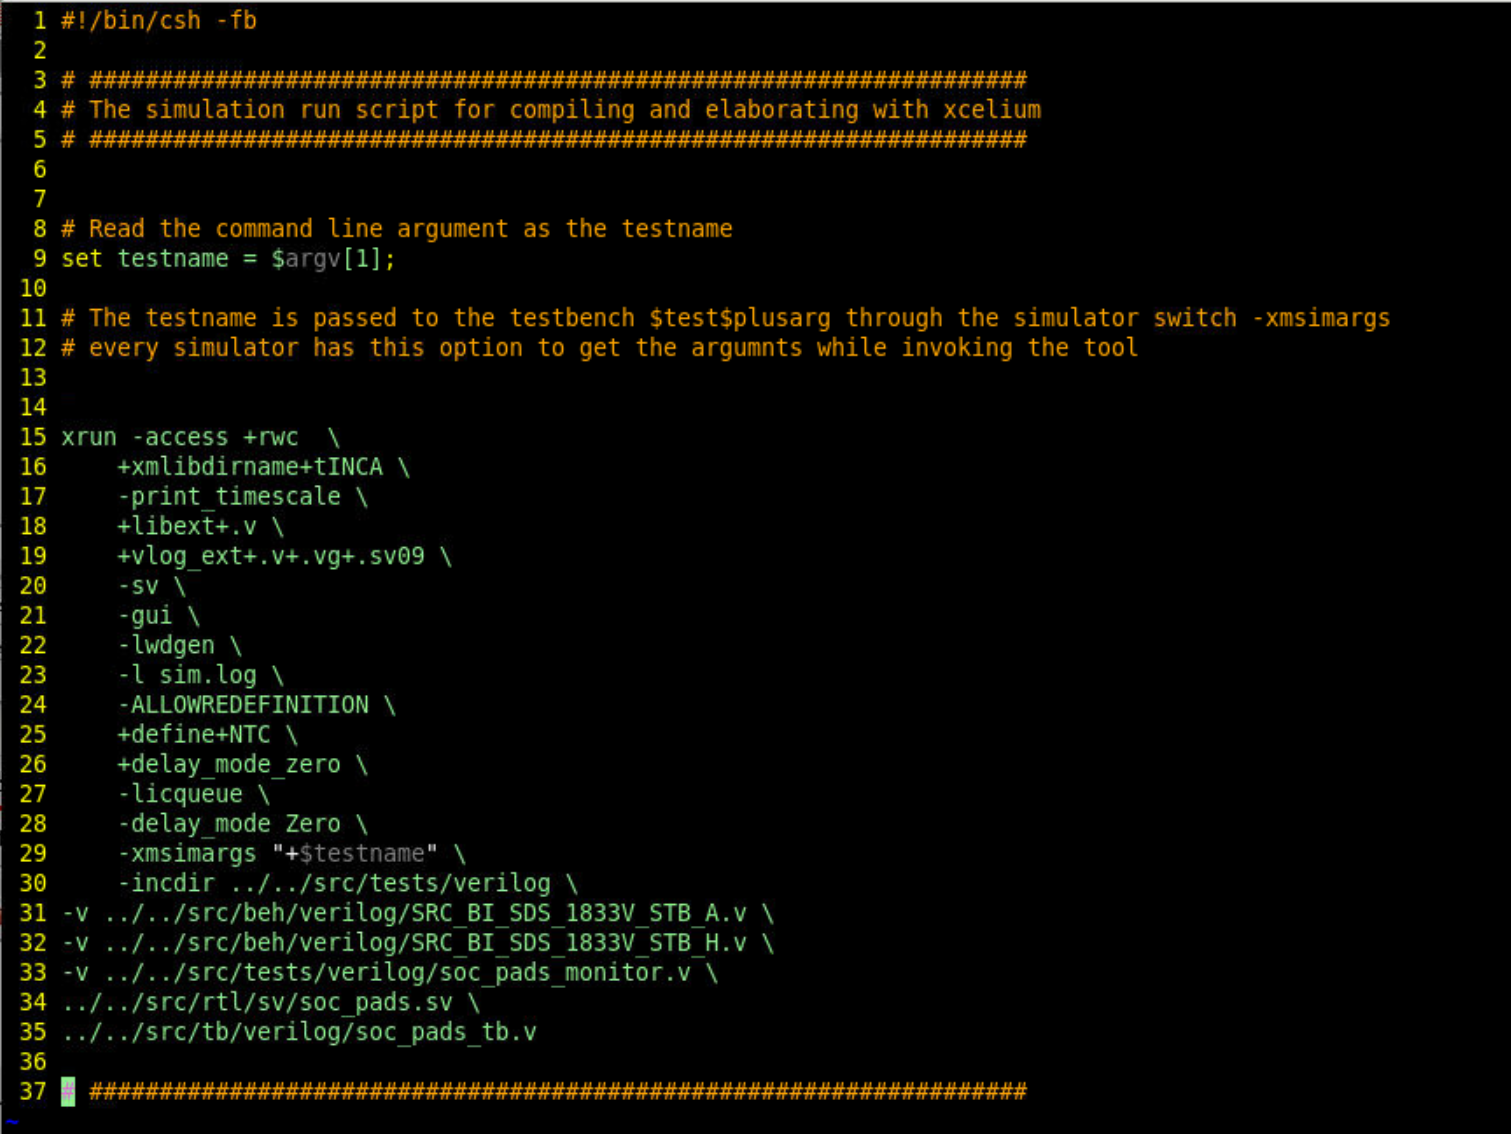 1 #!/bin/csh -fb
2
3 # ###################################################################
4 # The simulation run script for compiling and elaborating with xcelium
5 # ###################################################################
6
7
8 # Read the command line argument as the testname
9 set testname = $argv[1];
10
11 # The testname is passed to the testbench $test$plusarg through the simulator switch -xmsimargs
12 # every simulator has this option to get the argumnts while invoking the tool
13
14
15 xrun -access +rwc  \
16     +xmlibdirname+tINCA \
17     -print_timescale \
18     +libext+.v \
19     +vlog_ext+.v+.vg+.sv09 \
20     -sv \
21     -gui \
22     -lwdgen \
23     -l sim.log \
24     -ALLOWREDEFINITION \
25     +define+NTC \
26     +delay_mode_zero \
27     -licqueue \
28     -delay_mode Zero \
29     -xmsimargs "+$testname" \
30     -incdir ../../src/tests/verilog \
31 -v ../../src/beh/verilog/SRC_BI_SDS_1833V_STB_A.v \
32 -v ../../src/beh/verilog/SRC_BI_SDS_1833V_STB_H.v \
33 -v ../../src/tests/verilog/soc_pads_monitor.v \
34 ../../src/rtl/sv/soc_pads.sv \
35 ../../src/tb/verilog/soc_pads_tb.v
36
37 # ###################################################################
~